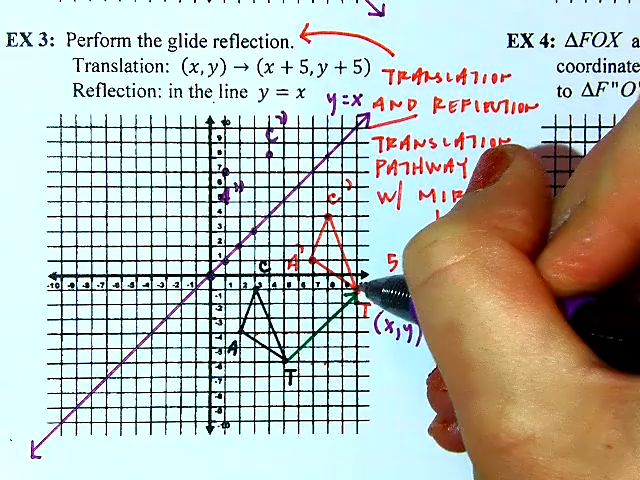 EX 3: Perform the glide reflection.
Translation: (x, y) → (x + 5, y + 5)
Reflection: in the line y = x
EX 4: ΔFOX a
coordinate
to ΔF"O"
TRANSLATION
AND REFLECTION
TRANSLATION
PATHWAY
W/ MIR
y=x
C"
A"
C'
A'
5
T
(x,y)
C
A
T